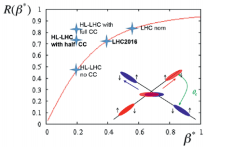 R(β*)
1
0.9
0.8
0.7
0.6
0.5
0.4
0.3
0.2
0.1
0
HL-LHC with
full CC
LHC nom
HL-LHC
with half CC
LHC2016
HL-LHC
no CC
0 0.2 0.4 0.6 0.8 1
β*